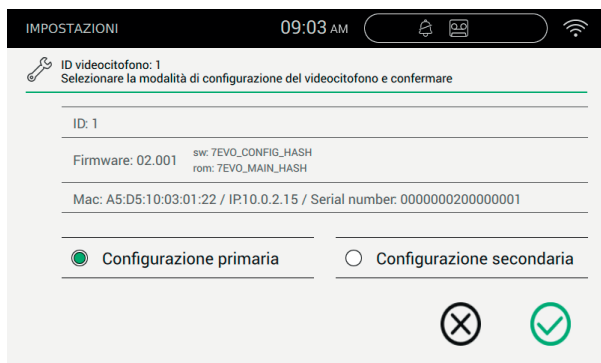 IMPOSTAZIONI 09:03 AM
ID videocitofono: 1
Selezionare la modalità di configurazione del videocitofono e confermare
ID: 1
Firmware: 02.001 sw: 7EVO_CONFIG_HASH
rom: 7EVO_MAIN_HASH
Mac: A5:D5:10:03:01:22 / IP.10.0.2.15 / Serial number: 0000000200000001
Configurazione primaria Configurazione secondaria